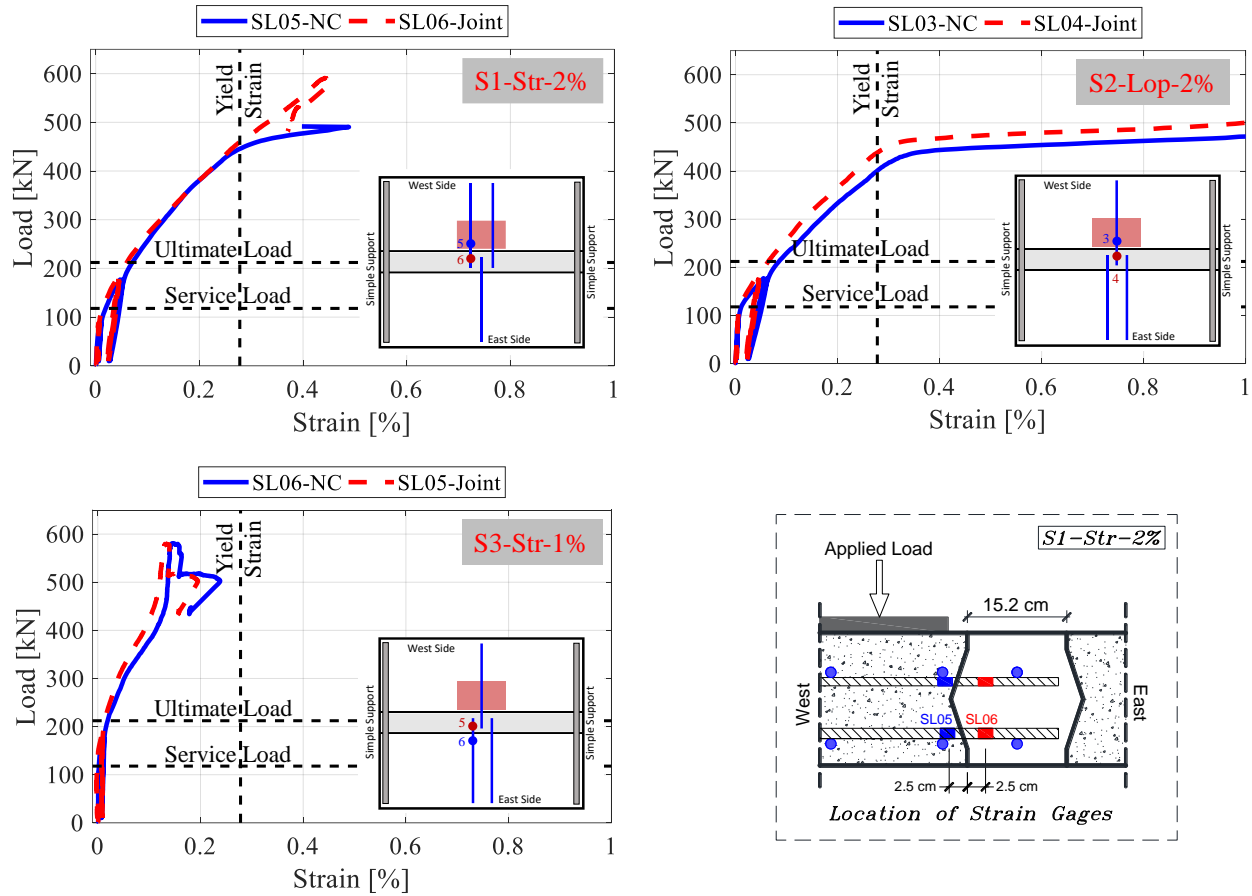 SL05-NC SL06-Joint
S1-Str-2%
Yield
Strain
Load [kN]
600
500
400
300
200
100
0
Ultimate Load
Service Load
West Side
East Side
Simple Support
Simple Support
5
6
0 0.2 0.4 0.6 0.8 1
Strain [%]
SL03-NC SL04-Joint
S2-Lop-2%
Yield
Strain
Load [kN]
600
500
400
300
200
100
0
Ultimate Load
Service Load
West Side
East Side
Simple Support
Simple Support
3
4
0 0.2 0.4 0.6 0.8 1
Strain [%]
SL06-NC SL05-Joint
S3-Str-1%
Yield
Strain
Load [kN]
600
500
400
300
200
100
0
Ultimate Load
Service Load
West Side
East Side
Simple Support
Simple Support
5
6
0 0.2 0.4 0.6 0.8 1
Strain [%]
S1-Str-2%
Applied Load
15.2 cm
West
East
SL05 SL06
2.5 cm 2.5 cm
Location of Strain Gages